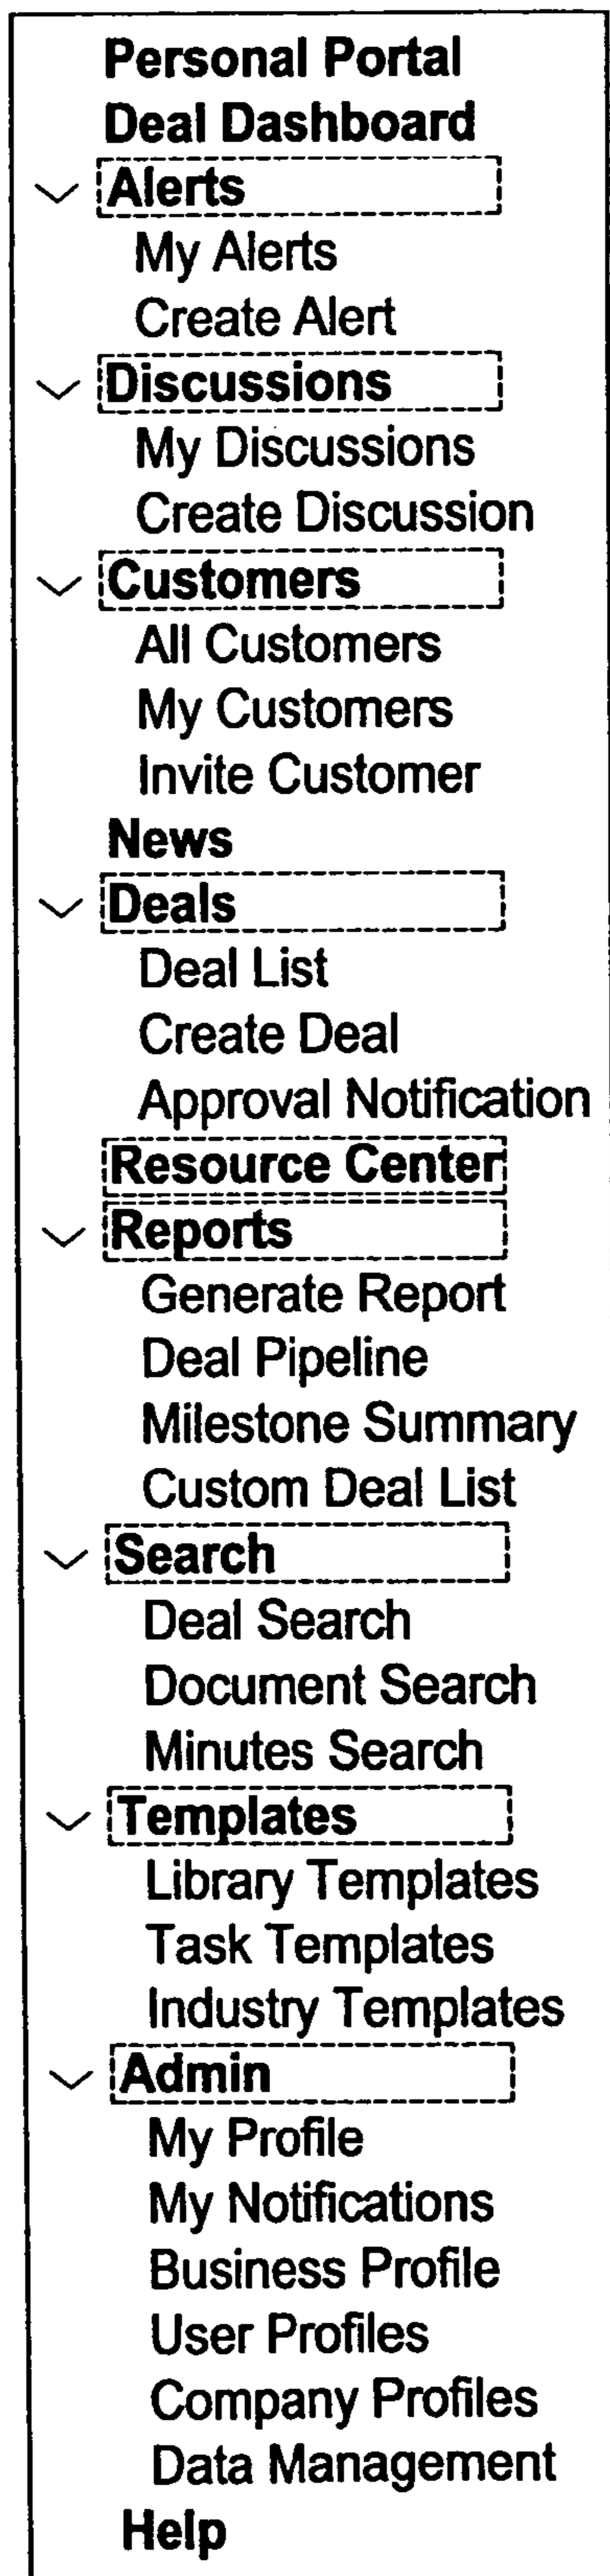 Personal Portal
Deal Dashboard
Alerts
My Alerts
Create Alert
Discussions
My Discussions
Create Discussion
Customers
All Customers
My Customers
Invite Customer
News
Deals
Deal List
Create Deal
Approval Notification
Resource Center
Reports
Generate Report
Deal Pipeline
Milestone Summary
Custom Deal List
Search
Deal Search
Document Search
Minutes Search
Templates
Library Templates
Task Templates
Industry Templates
Admin
My Profile
My Notifications
Business Profile
User Profiles
Company Profiles
Data Management
Help